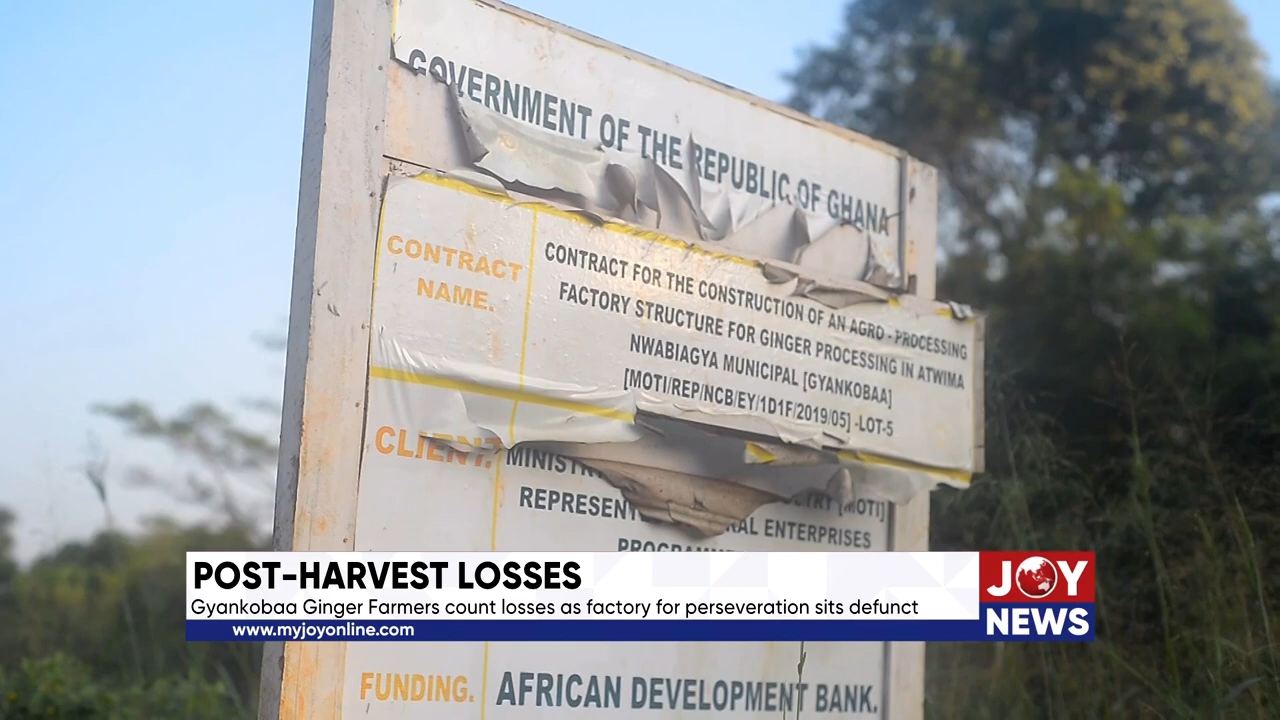 GOVERNMENT OF THE REPUBLIC OF GHANA
CONTRACT
NAME.
CONTRACT FOR THE CONSTRUCTION OF AN AGRO - PROCESSING
FACTORY STRUCTURE FOR GINGER PROCESSING IN ATWIMA
NWABIAGYA MUNICIPAL [GYANKOBAA]
[MOTI/REP/NCB/EY/1D1F/2019/05] -LOT-5
CLIENT.
[MOTI]
ENTERPRISES
POST-HARVEST LOSSES
Gyankobaa Ginger Farmers count losses as factory for perseveration sits defunct
www.myjoyonline.com
JOY
NEWS
FUNDING.
AFRICAN DEVELOPMENT BANK.